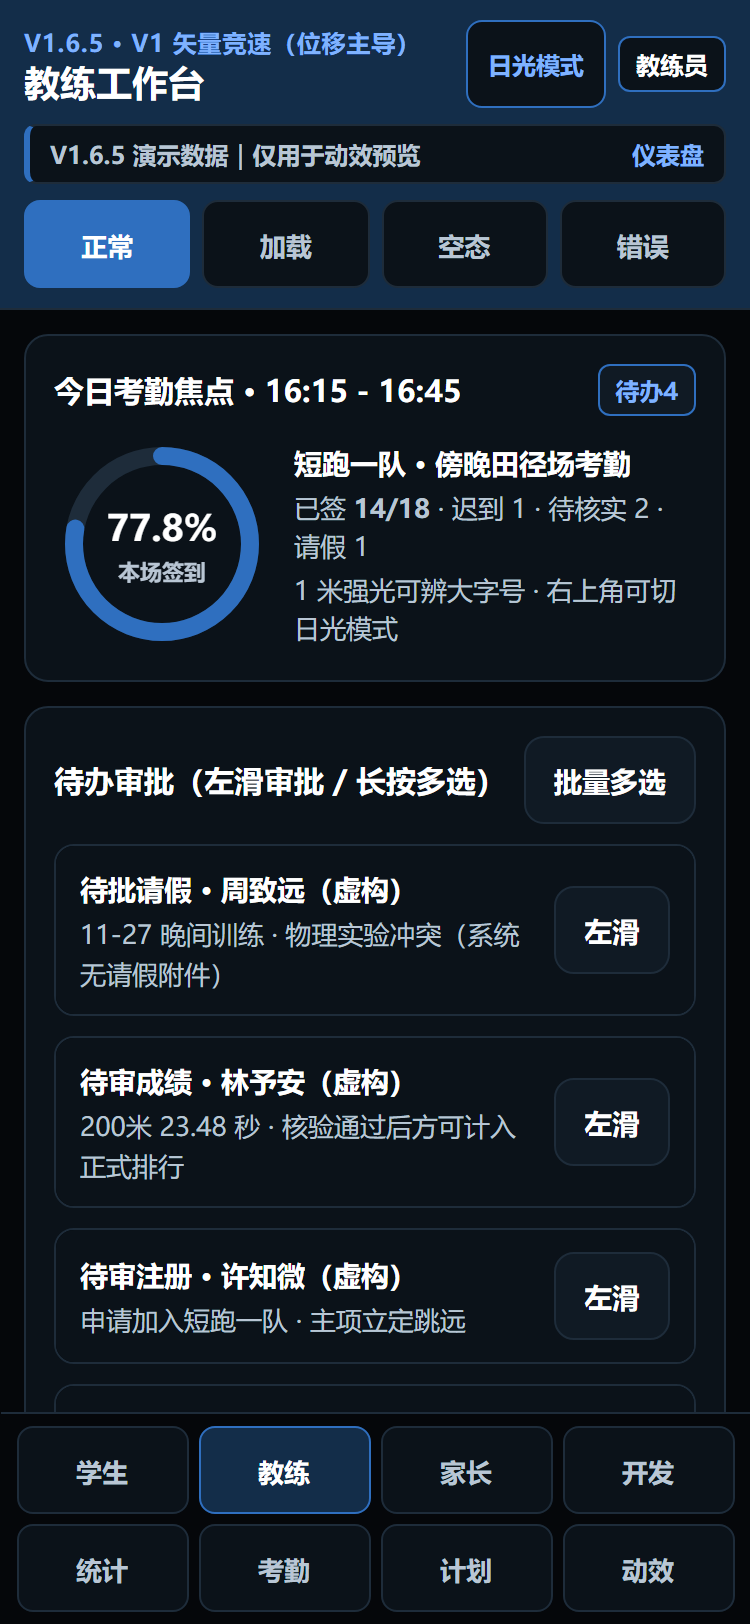 V1.6.5 · V1 矢量竞速（位移主导）
教练工作台
日光模式
教练员
V1.6.5 演示数据 | 仅用于动效预览
仪表盘
正常
加载
空态
错误
今日考勤焦点 · 16:15 - 16:45
待办4
77.8%
本场签到
短跑一队 · 傍晚田径场考勤
已签 14/18 · 迟到 1 · 待核实 2 ·
请假 1
1 米强光可辨大字号 · 右上角可切
日光模式
待办审批（左滑审批 / 长按多选）
批量多选
待批请假 · 周致远（虚构）
11-27 晚间训练 · 物理实验冲突（系统
无请假附件）
左滑
待审成绩 · 林予安（虚构）
200米 23.48 秒 · 核验通过后方可计入
正式排行
左滑
待审注册 · 许知微（虚构）
申请加入短跑一队 · 主项立定跳远
左滑
学生
教练
家长
开发
统计
考勤
计划
动效